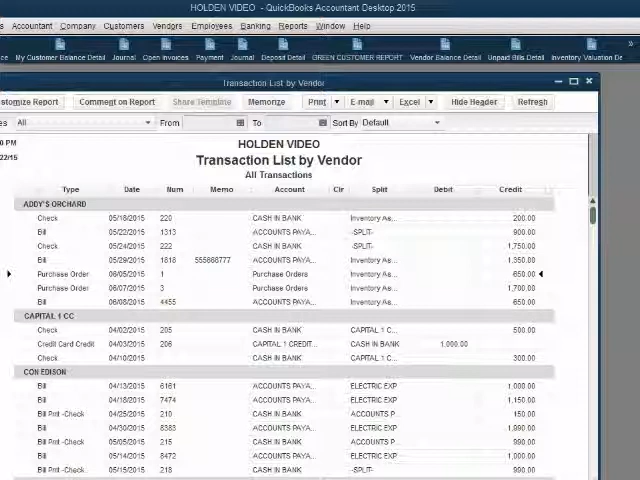 HOLDEN VIDEO - QuickBooks Accountant Desktop 2015
s Accountant Company Customers Vendors Employees Banking Reports Window Help
ce My Customer Balance Detail Journal Open Invoices Payment Journal Deposit Detail GREEN CUSTOMER REPORT Vendor Balance Detail Unpaid Bills Detail Inventory Valuation De »
Transaction List by Vendor
stomize Report Comment on Report Share Template Memorize Print E-mail Excel Hide Header Refresh
es All From To Sort By Default
0 PM HOLDEN VIDEO
22/15 Transaction List by Vendor
All Transactions
Type Date Num Memo Account Clr Split Debit Credit
ADDY'S ORCHARD
Check 05/18/2015 220 CASH IN BANK Inventory As... 200.00
Bill 05/22/2015 1313 ACCOUNTS PAYA... -SPLIT- 900.00
Check 05/24/2015 222 CASH IN BANK -SPLIT- 1,750.00
Bill 05/29/2015 1818 ACCOUNTS PAYA... Inventory As... 1,350.00
Purchase Order 06/05/2015 1 Purchase Orders Inventory As... 650.00
Purchase Order 06/07/2015 3 Purchase Orders Inventory As... 1,700.00
Bill 06/08/2015 4455 ACCOUNTS PAYA... Inventory As... 650.00
CAPITAL 1 CC
Check 04/02/2015 205 CASH IN BANK CAPITAL 1 C... 500.00
Credit Card Credit 04/03/2015 206 CAPITAL 1 CREDIT... CASH IN BANK 1,000.00
Check 04/10/2015 CASH IN BANK CAPITAL 1 C... 300.00
CON EDISON
Bill 04/13/2015 6161 ACCOUNTS PAYA... ELECTRIC EXP 1,000.00
Bill 04/18/2015 7474 ACCOUNTS PAYA... ELECTRIC EXP 1,150.00
Bill Pmt -Check 04/25/2015 210 CASH IN BANK ACCOUNTS P... 150.00
Bill 04/30/2015 8383 ACCOUNTS PAYA... ELECTRIC EXP 1,990.00
Bill Pmt -Check 05/05/2015 215 CASH IN BANK ACCOUNTS P... 990.00
Bill 05/14/2015 8472 ACCOUNTS PAYA... ELECTRIC EXP 1,000.00
Bill Pmt -Check 05/15/2015 218 CASH IN BANK -SPLIT- 990.00